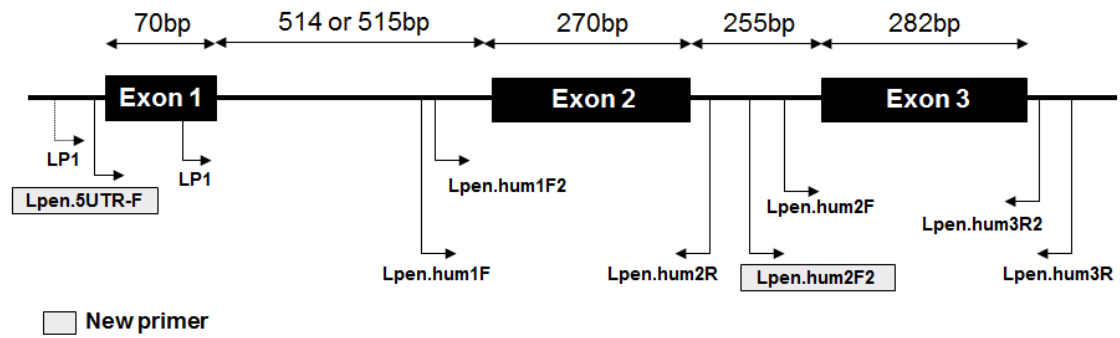 70bp
514 or 515bp
270bp
255bp
282bp
Exon 1
Exon 2
Exon 3
LP1
Lpen.5UTR-F
LP1
Lpen.hum1F2
Lpen.hum1F
Lpen.hum2R
Lpen.hum2F
Lpen.hum2F2
Lpen.hum3R2
Lpen.hum3R
New primer